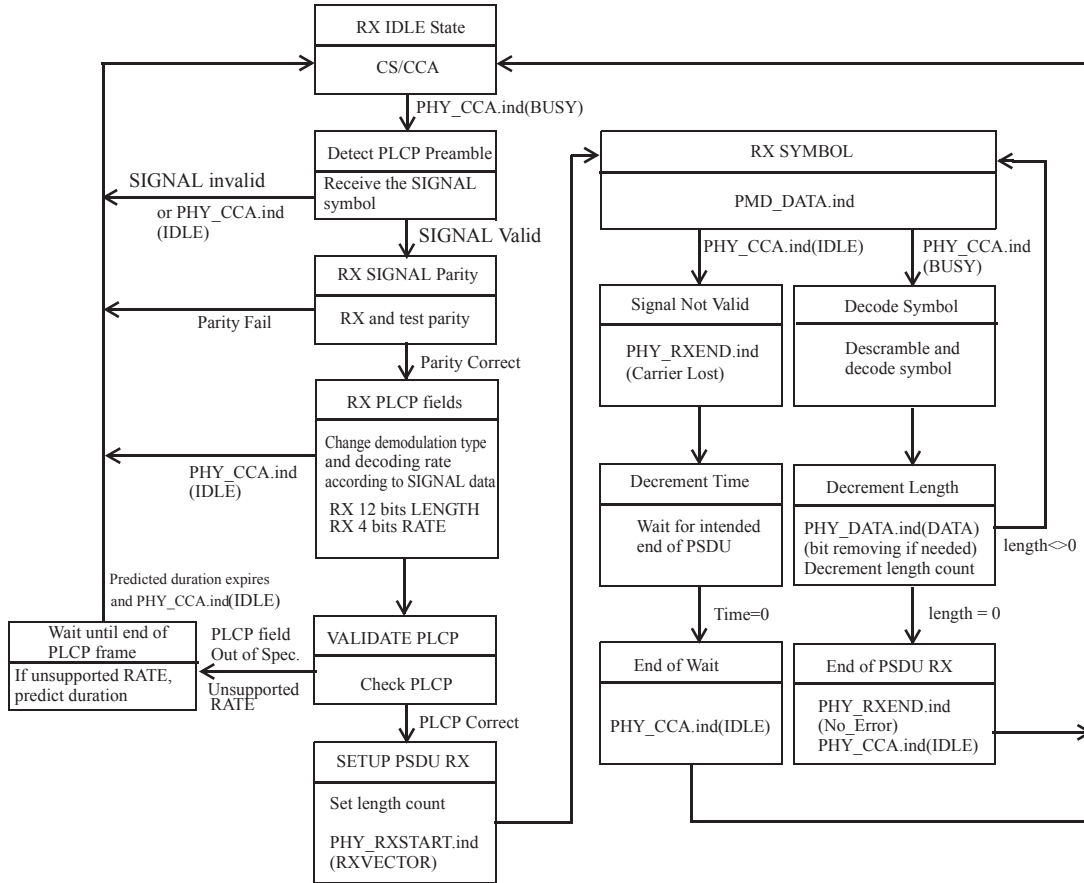 RX IDLE State
CS/CCA
PHY_CCA.ind(BUSY)
Detect PLCP Preamble
Receive the SIGNAL
symbol
SIGNAL invalid
or PHY_CCA.ind
(IDLE)
SIGNAL Valid
RX SIGNAL Parity
RX and test parity
Parity Fail
Parity Correct
RX PLCP fields
Change demodulation type
and decoding rate
according to SIGNAL data
RX 12 bits LENGTH
RX 4 bits RATE
PHY_CCA.ind
(IDLE)
Predicted duration expires
and PHY_CCA.ind(IDLE)
Wait until end of
PLCP frame
If unsupported RATE,
predict duration
PLCP field
Out of Spec.
Unsupported
RATE
VALIDATE PLCP
Check PLCP
PLCP Correct
SETUP PSDU RX
Set length count
PHY_RXSTART.ind
(RXVECTOR)
RX SYMBOL
PMD_DATA.ind
PHY_CCA.ind(IDLE)
PHY_CCA.ind
(BUSY)
Signal Not Valid
PHY_RXEND.ind
(Carrier Lost)
Decode Symbol
Descramble and
decode symbol
Decrement Time
Wait for intended
end of PSDU
Decrement Length
PHY_DATA.ind(DATA)
(bit removing if needed)
Decrement length count
length<>0
Time=0
length = 0
End of Wait
PHY_CCA.ind(IDLE)
End of PSDU RX
PHY_RXEND.ind
(No_Error)
PHY_CCA.ind(IDLE)